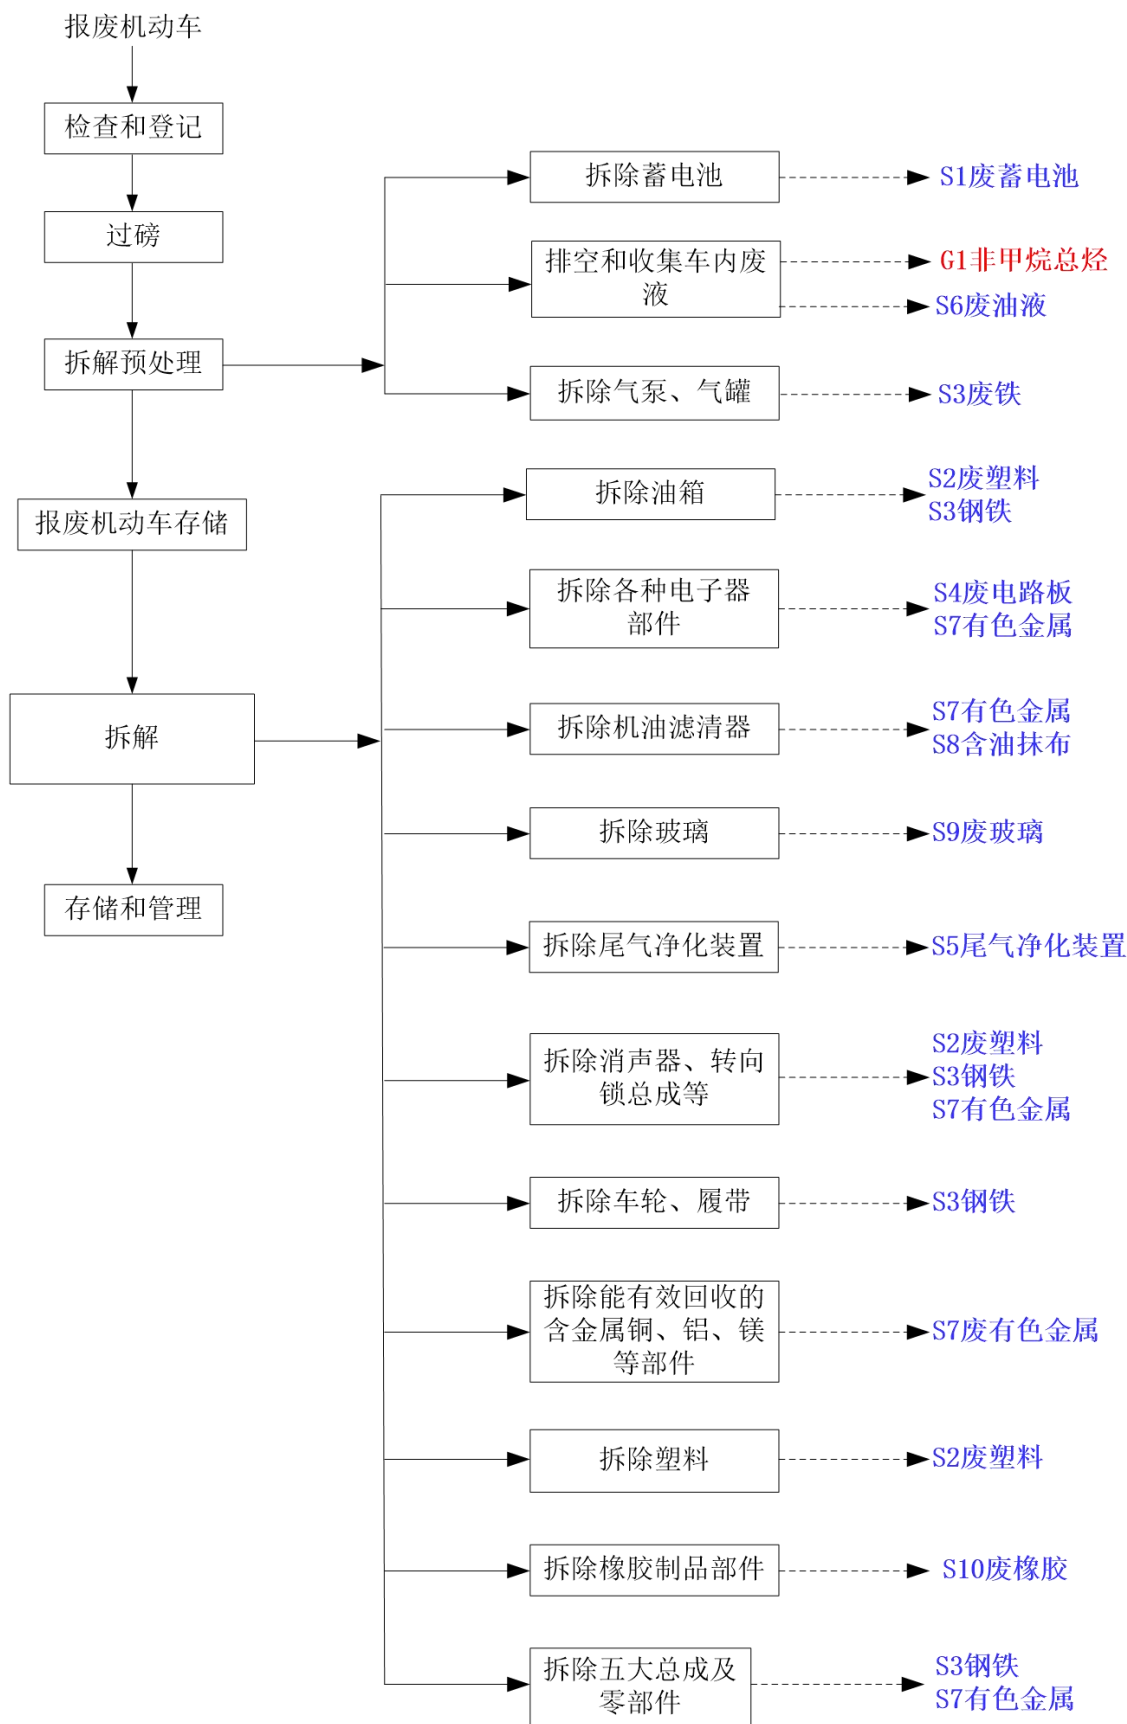 报废机动车
检查和登记
过磅
拆解预处理
报废机动车存储
拆解
存储和管理
拆除蓄电池
S1废蓄电池
排空和收集车内废
液
G1非甲烷总烃
S6废油液
拆除气泵、气罐
S3废铁
拆除油箱
S2废塑料
S3钢铁
拆除各种电子器
部件
S4废电路板
S7有色金属
拆除机油滤清器
S7有色金属
S8含油抹布
拆除玻璃
S9废玻璃
拆除尾气净化装置
S5尾气净化装置
拆除消声器、转向
锁总成等
S2废塑料
S3钢铁
S7有色金属
拆除车轮、履带
S3钢铁
拆除能有效回收的
含金属铜、铝、镁
等部件
S7废有色金属
拆除塑料
S2废塑料
拆除橡胶制品部件
S10废橡胶
拆除五大总成及
零部件
S3钢铁
S7有色金属